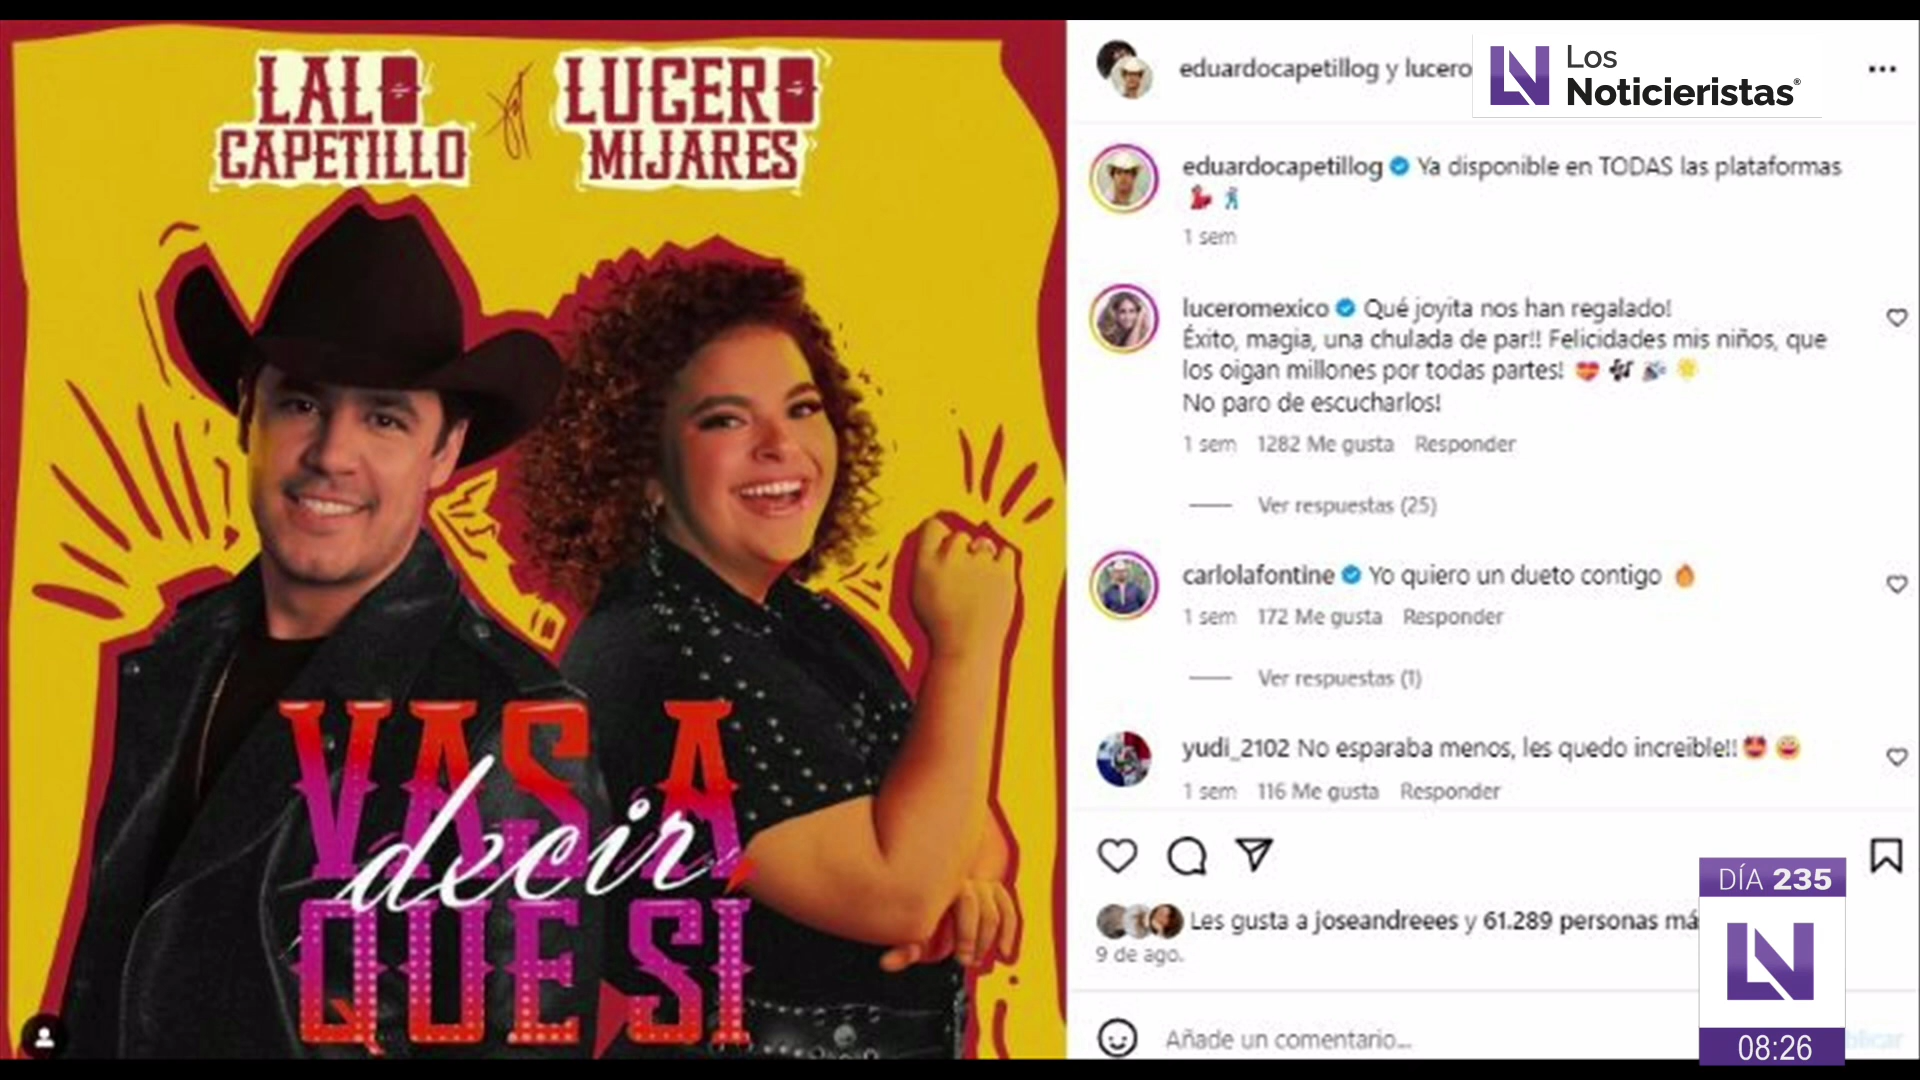 LALO
CAPETILLO
LUCERO
MIJARES
VAS A
decir
QUE SÍ
eduardocapetillog y lucero
Los
Noticieristas®
eduardocapetillog Ya disponible en TODAS las plataformas
1 sem
luceromexico Qué joyita nos han regalado!
Éxito, magia, una chulada de par!! Felicidades mis niños, que
los oigan millones por todas partes!
No paro de escucharlos!
1 sem 1282 Me gusta Responder
Ver respuestas (25)
carlolafontine Yo quiero un dueto contigo
1 sem 172 Me gusta Responder
Ver respuestas (1)
yudi_2102 No esparaba menos, les quedo increible!!
1 sem 116 Me gusta Responder
Les gusta a joseandreees y 61.289 personas má
9 de ago.
Añade un comentario...
blicar
DÍA 235
LN
08:26